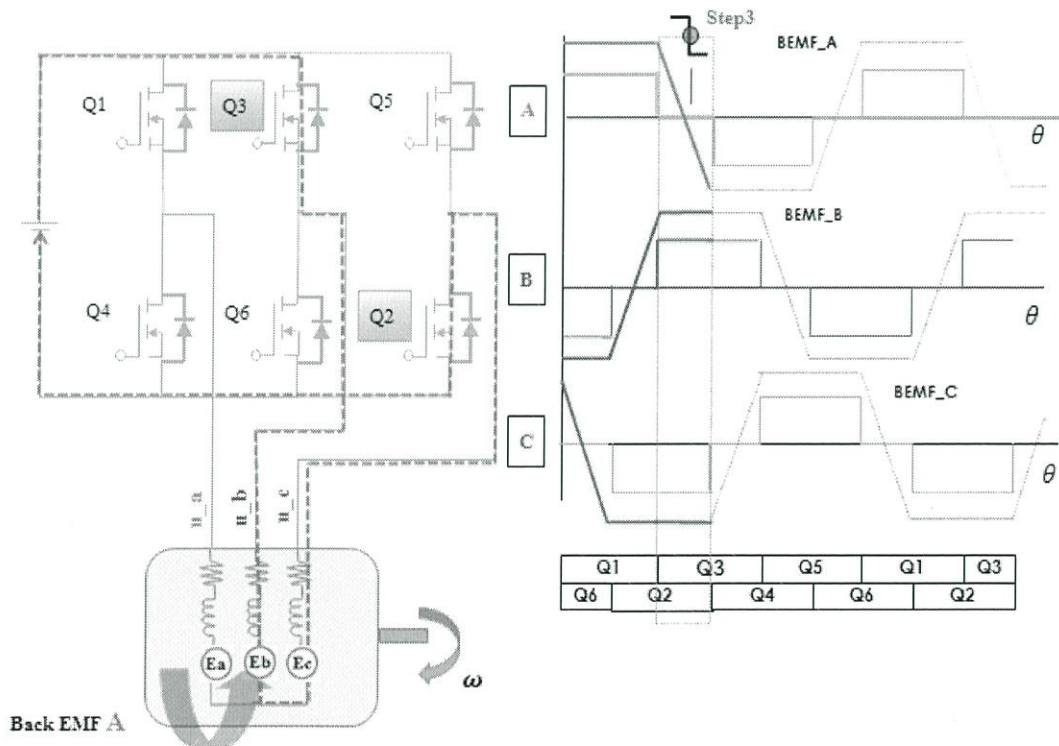 Step3
BEMF_A
Q1
Q3
Q5
A
θ
BEMF_B
B
Q4
Q6
Q2
θ
BEMF_C
C
θ
u_a
u_b
u_c
Q1 Q3 Q5 Q1 Q3
Q6 Q2 Q4 Q6 Q2
Ea Eb Ec
ω
Back EMF A